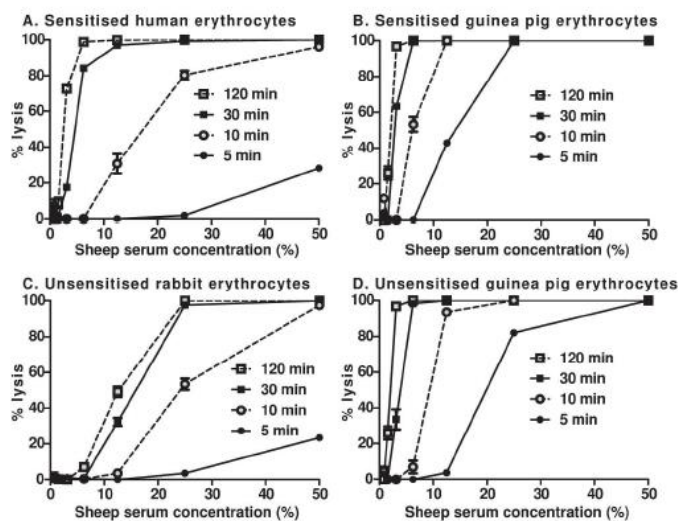 A. Sensitised human erythrocytes
100
80
60
40
20
0
% lysis
120 min
30 min
10 min
5 min
0 10 20 30 40 50
Sheep serum concentration (%)
B. Sensitised guinea pig erythrocytes
100
80
60
40
20
0
% lysis
120 min
30 min
10 min
5 min
0 10 20 30 40 50
Sheep serum concentration (%)
C. Unsensitised rabbit erythrocytes
100
80
60
40
20
0
% lysis
120 min
30 min
10 min
5 min
0 10 20 30 40 50
Sheep serum concentration (%)
D. Unsensitised guinea pig erythrocytes
100
80
60
40
20
0
% lysis
120 min
30 min
10 min
5 min
0 10 20 30 40 50
Sheep serum concentration (%)